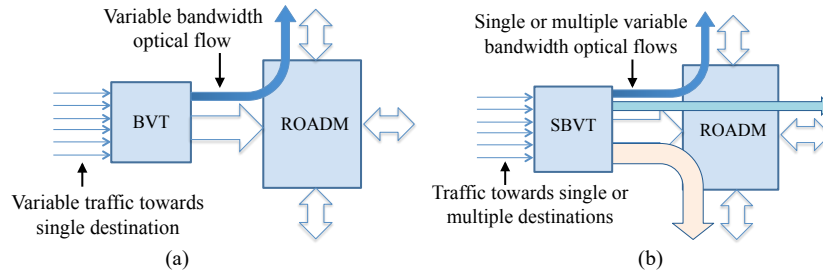 Variable bandwidth
optical flow
BVT
ROADM
Variable traffic towards
single destination
(a)
Single or multiple variable
bandwidth optical flows
SBVT
ROADM
Traffic towards single or
multiple destinations
(b)